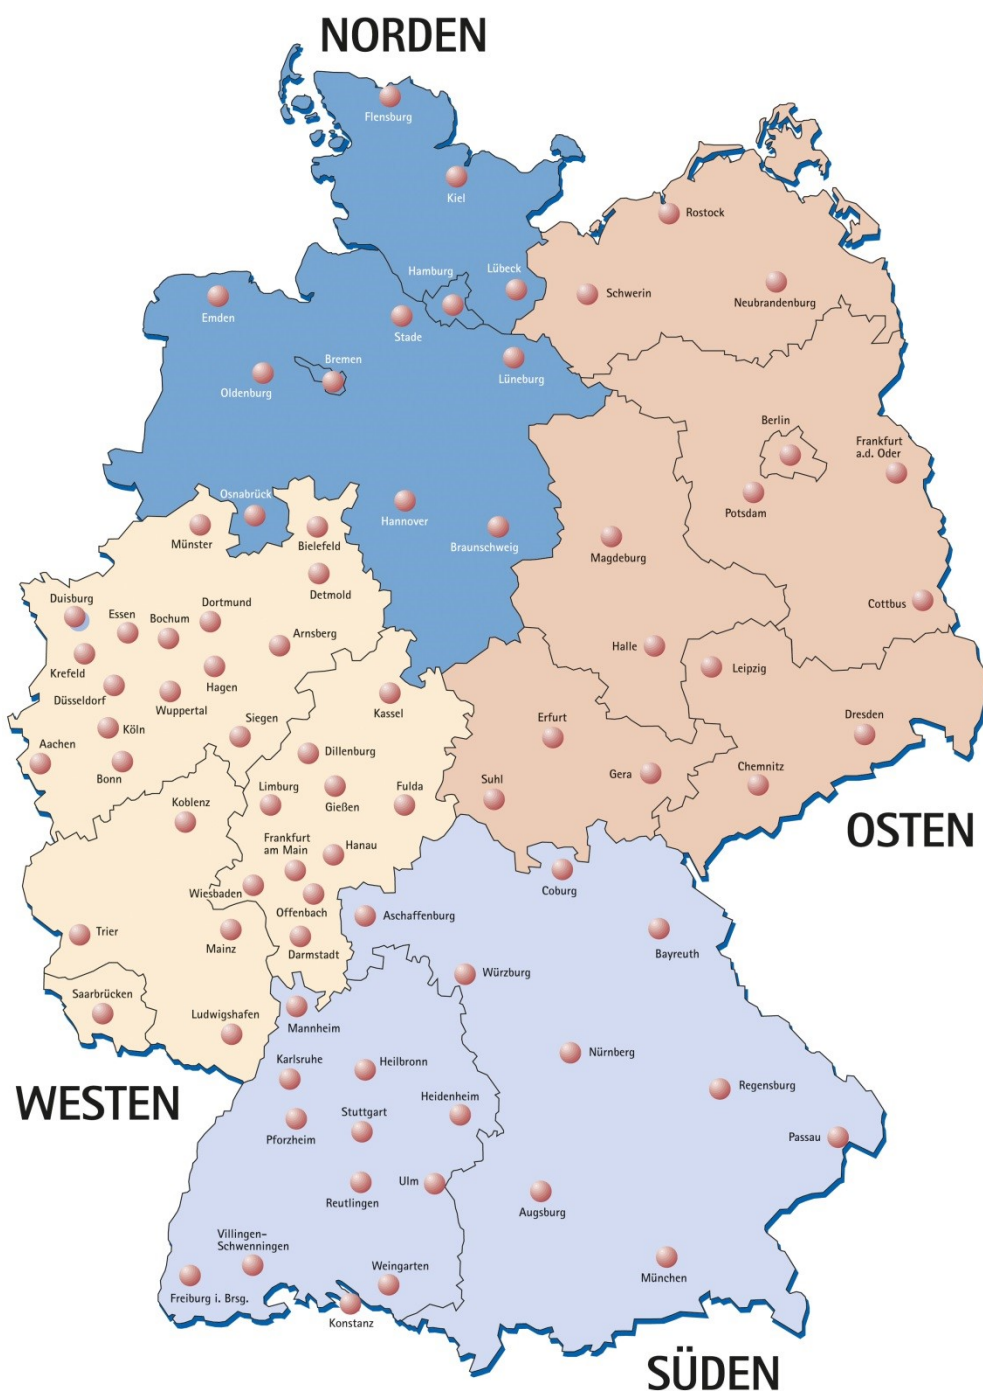 NORDEN
Flensburg
Kiel
Rostock
Hamburg
Lübeck
Schwerin
Neubrandenburg
Emden
Stade
Bremen
Lüneburg
Oldenburg
Berlin
Frankfurt
a.d. Oder
Osnabrück
Potsdam
Hannover
Münster
Bielefeld
Braunschweig
Magdeburg
Detmold
Duisburg
Essen
Bochum
Dortmund
Cottbus
Arnsberg
Halle
Leipzig
Krefeld
Hagen
Düsseldorf
Wuppertal
Kassel
Köln
Siegen
Erfurt
Dresden
Aachen
Bonn
Dillenburg
Suhl
Gera
Chemnitz
Koblenz
Limburg
Gießen
Fulda
OSTEN
Frankfurt
am Main
Hanau
Wiesbaden
Coburg
Offenbach
Aschaffenburg
Trier
Mainz
Darmstadt
Bayreuth
Würzburg
Saarbrücken
Ludwigshafen
Mannheim
Nürnberg
WESTEN
Karlsruhe
Heilbronn
Regensburg
Heidenheim
Stuttgart
Pforzheim
Passau
Ulm
Reutlingen
Augsburg
Villingen-
Schwenningen
Weingarten
München
Freiburg i. Brsg.
Konstanz
SÜDEN